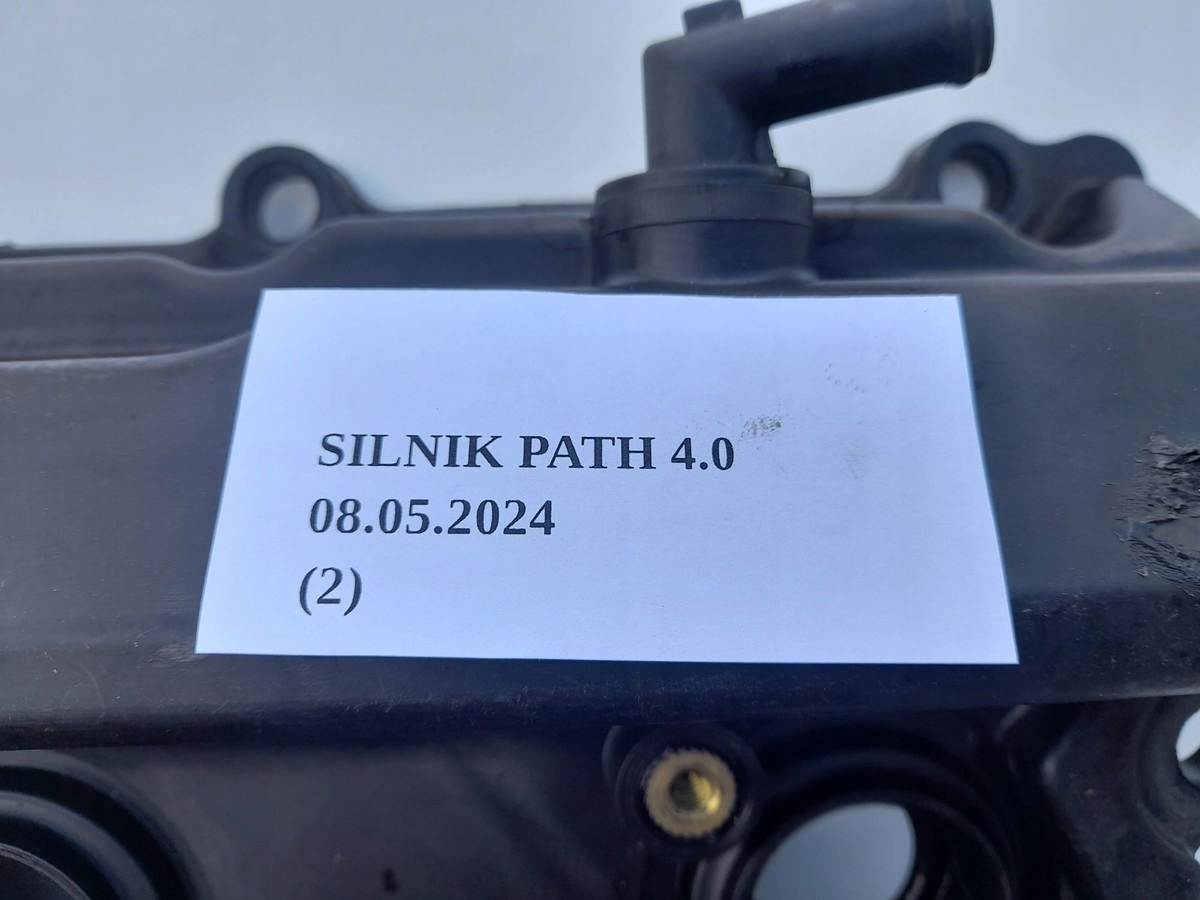 SILNIK PATH 4.0
08.05.2024
(2)